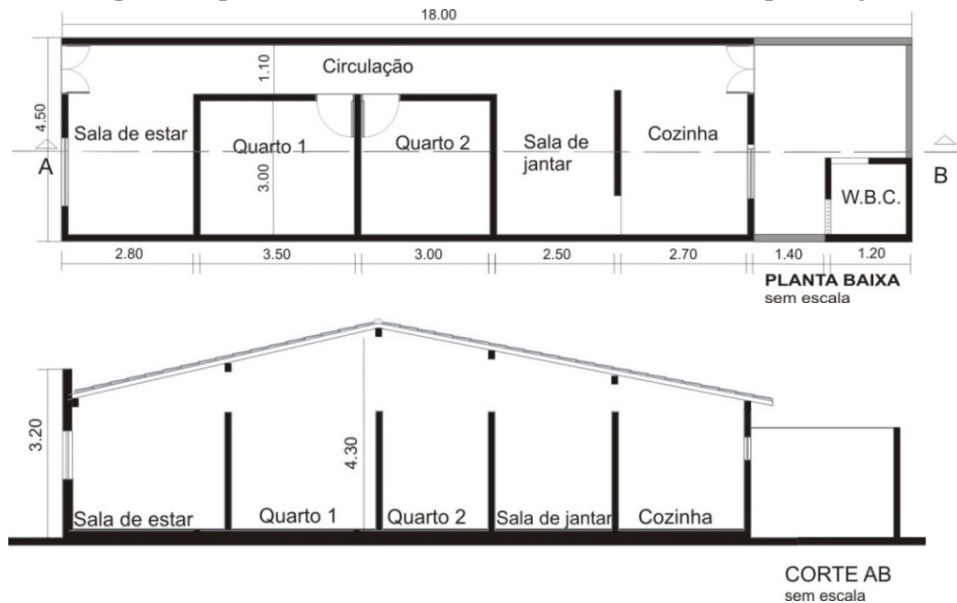 18.00
4.50
1.10
Circulação
Sala de estar
Quarto 1
Quarto 2
Sala de
jantar
Cozinha
A
3.00
B
W.B.C.
2.80
3.50
3.00
2.50
2.70
1.40
1.20
PLANTA BAIXA
sem escala
3.20
4.30
Sala de estar
Quarto 1
Quarto 2
Sala de jantar
Cozinha
CORTE AB
sem escala